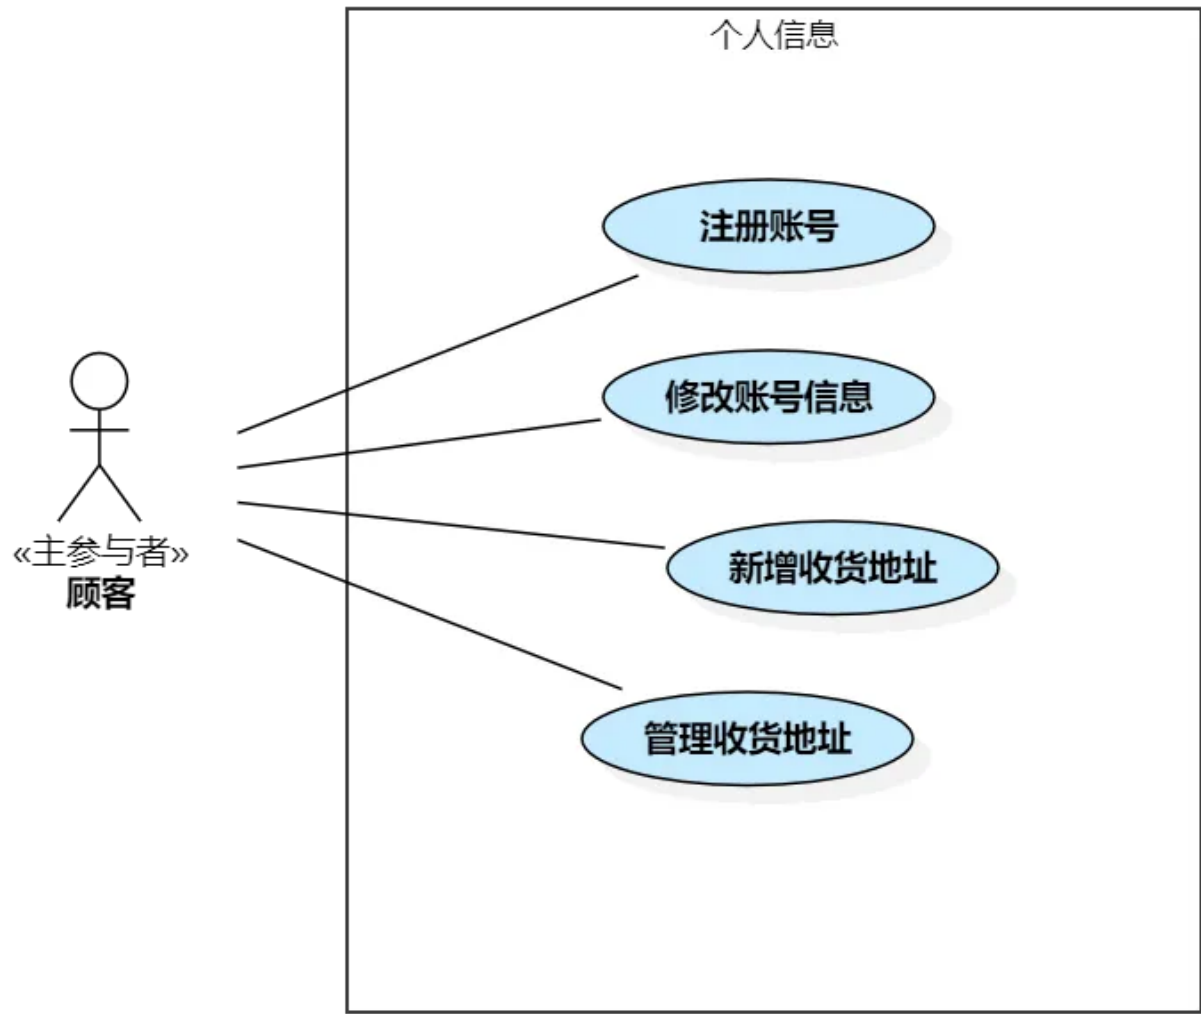 个人信息
注册账号
修改账号信息
«主参与者»
顾客
新增收货地址
管理收货地址